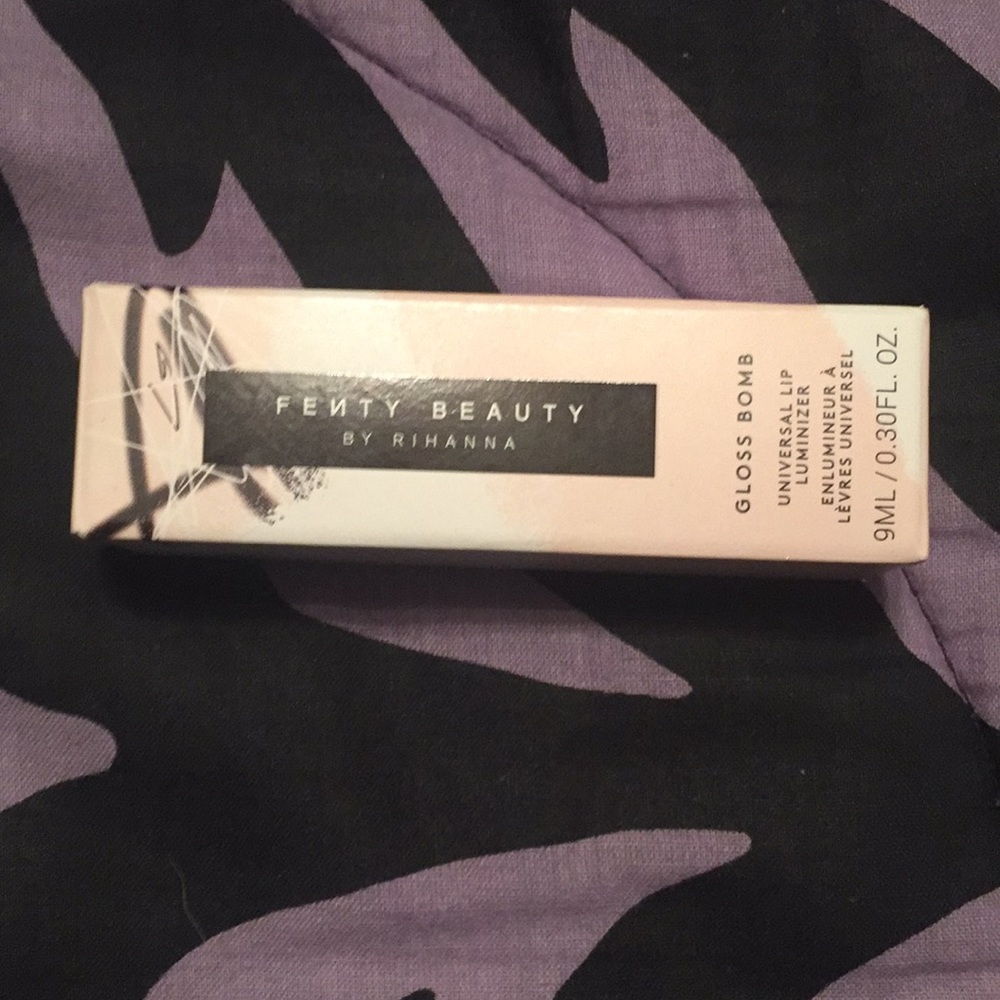 FENTY BEAUTY
BY RIHANNA
GLOSS BOMB
UNIVERSAL LIP
LUMINIZER
ENLUMINEUR À
LÈVRES UNIVERSEL
9ML / 0.30FL. OZ.